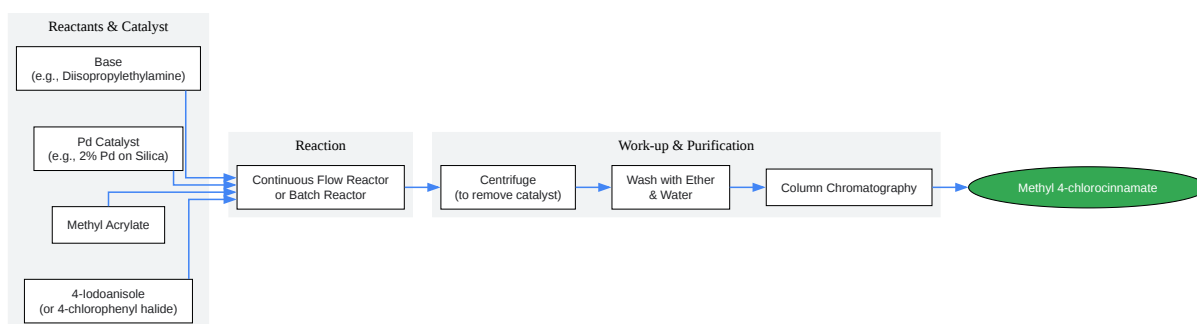 Reactants & Catalyst
Base
(e.g., Diisopropylethylamine)
Pd Catalyst
(e.g., 2% Pd on Silica)
Methyl Acrylate
4-Iodoanisole
(or 4-chlorophenyl halide)
Reaction
Continuous Flow Reactor
or Batch Reactor
Work-up & Purification
Centrifuge
(to remove catalyst)
Wash with Ether
& Water
Column Chromatography
Methyl 4-chlorocinnamate